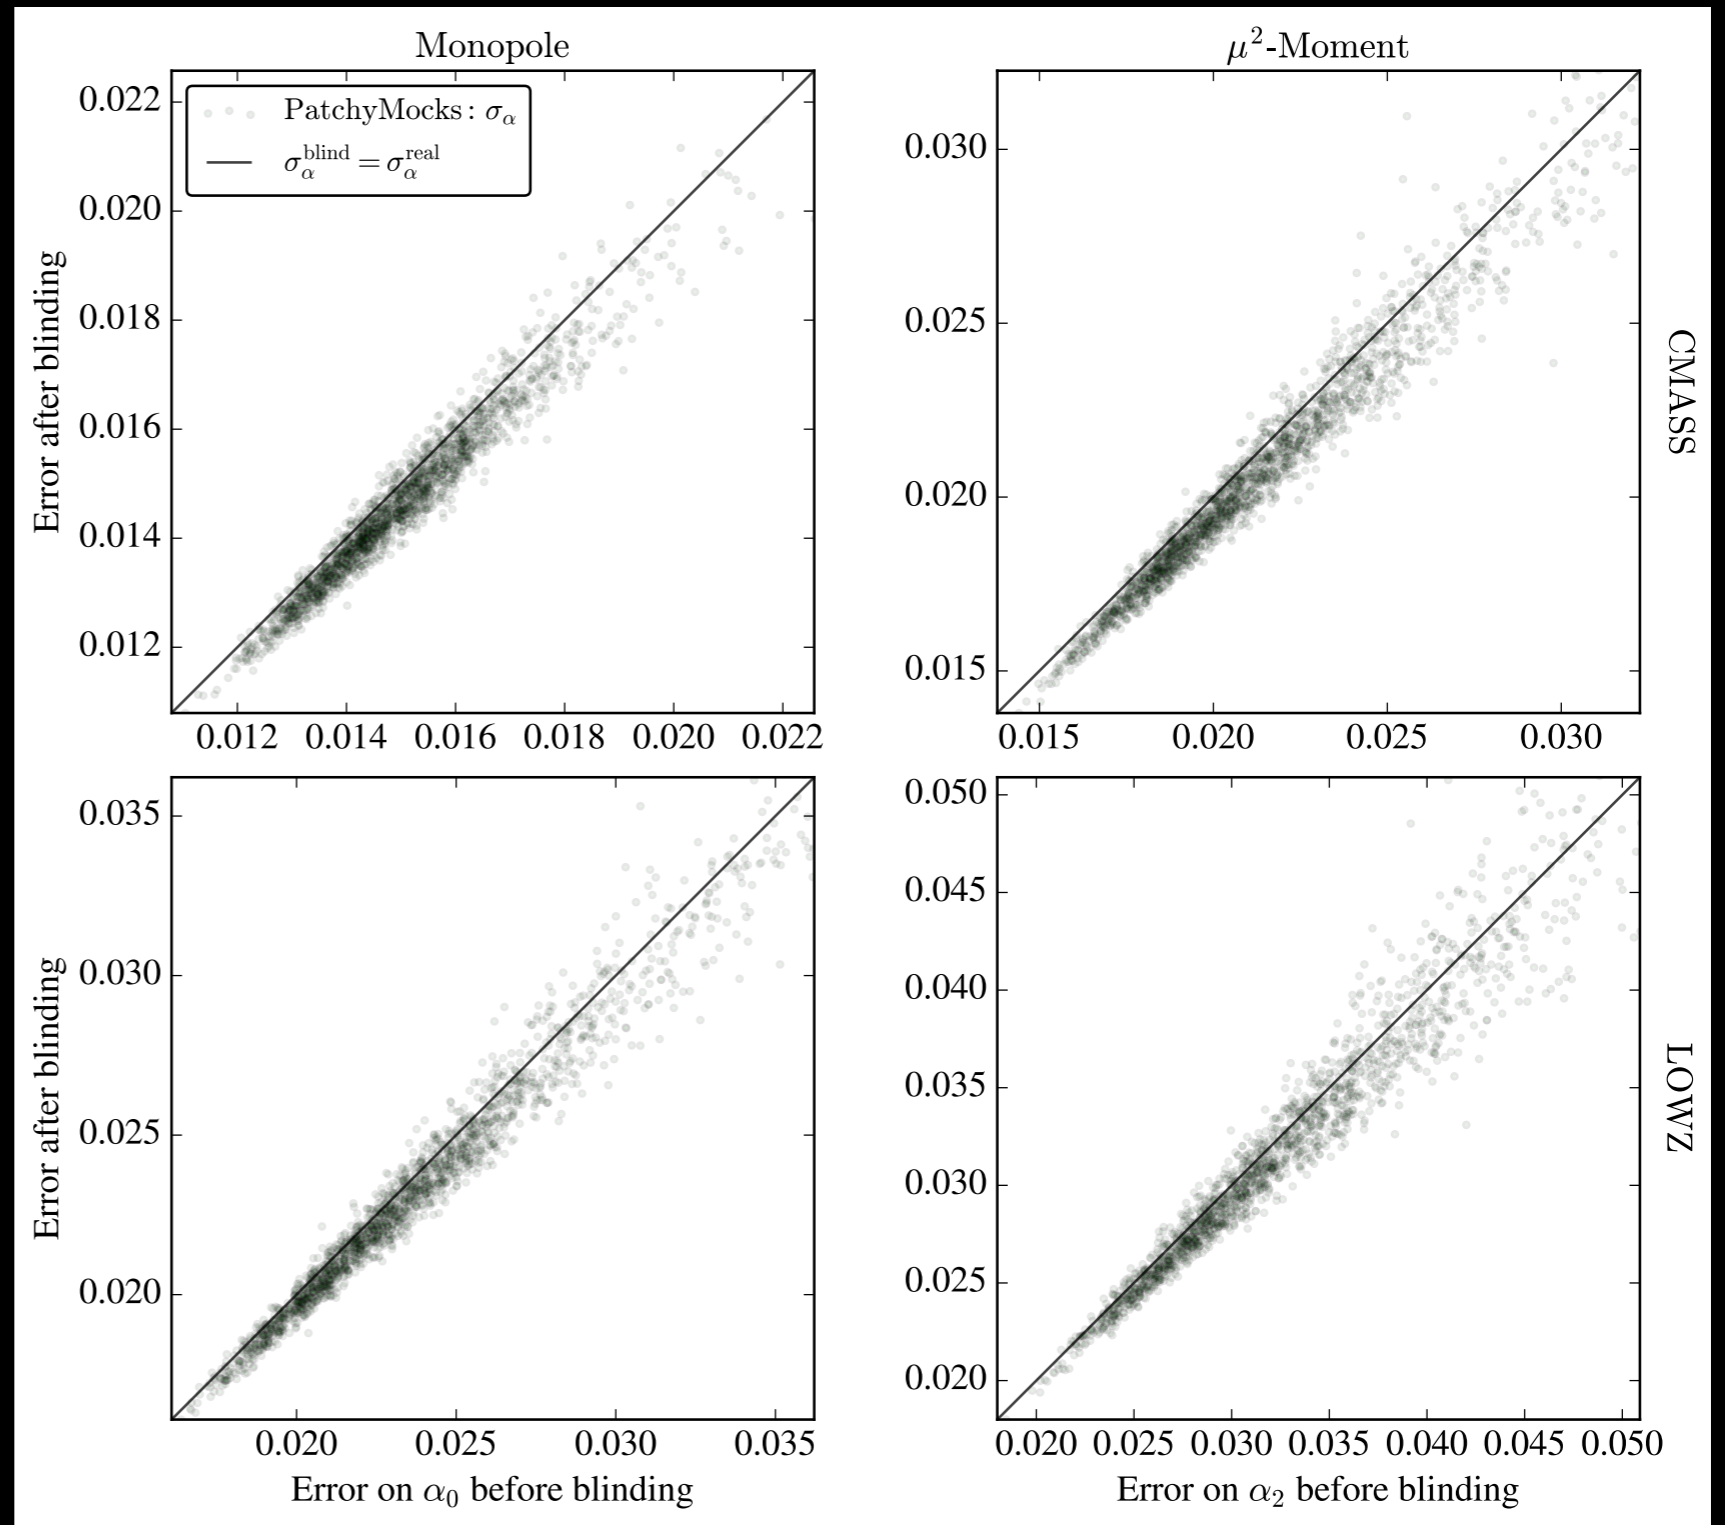 Monopole
μ²-Moment
PatchyMocks: σ_α
σ_α^blind = σ_α^real
Error after blinding
0.022
0.020
0.018
0.016
0.014
0.012
0.012 0.014 0.016 0.018 0.020 0.022
0.030
0.025
0.020
0.015
0.015 0.020 0.025 0.030
CMASS
Error after blinding
0.035
0.030
0.025
0.020
0.020 0.025 0.030 0.035
Error on α₀ before blinding
0.050
0.045
0.040
0.035
0.030
0.025
0.020
0.020 0.025 0.030 0.035 0.040 0.045 0.050
Error on α₂ before blinding
LOWZ